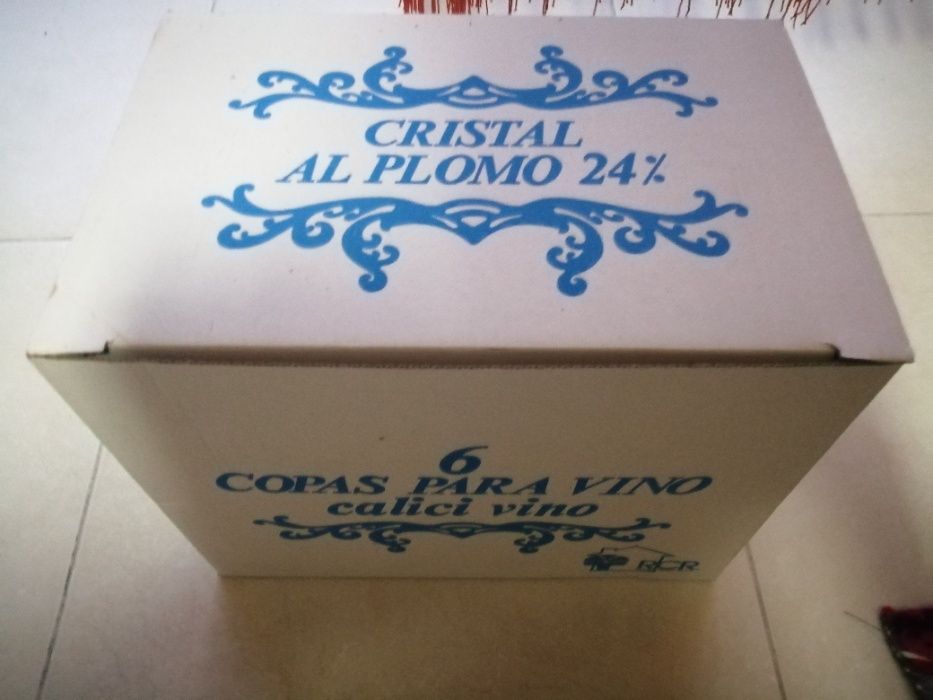 CRISTAL
AL PLOMO 24%
6
COPAS PARA VINO
calici vino
RCR